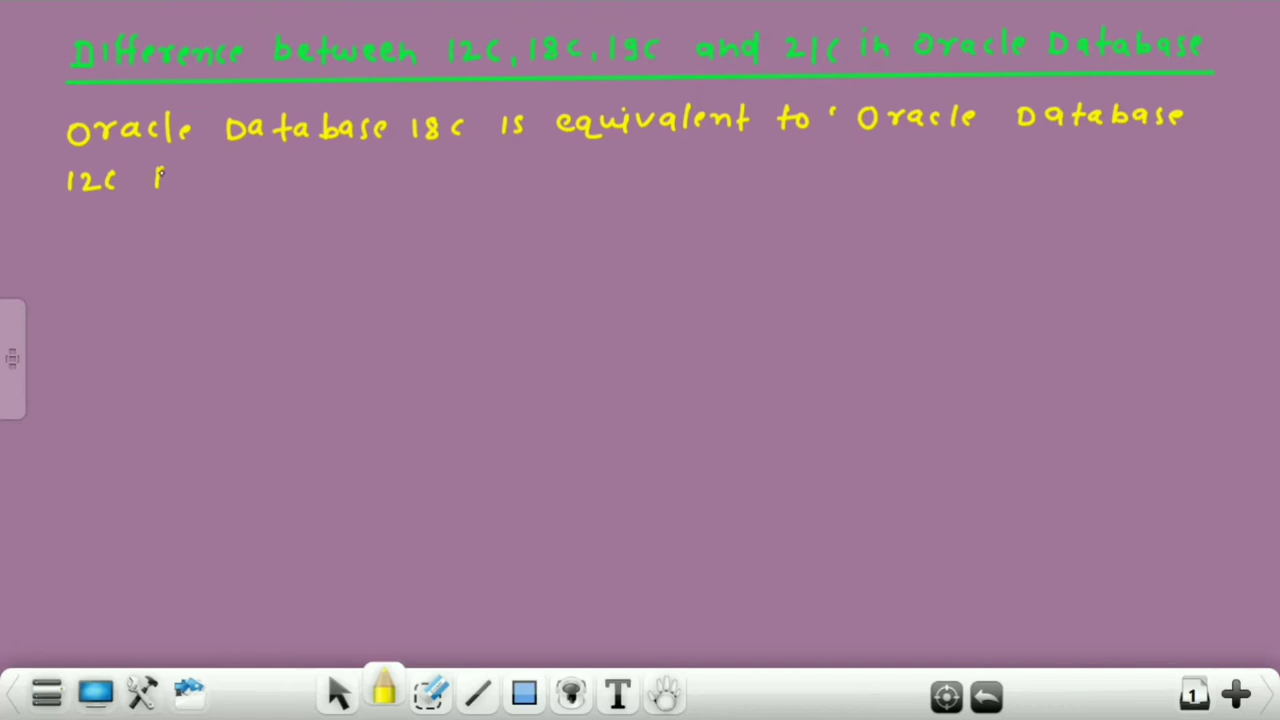 Difference between 12C, 18C, 19C and 21C in Oracle Database
Oracle Database 18C is equivalent to ' Oracle Database
12C
1